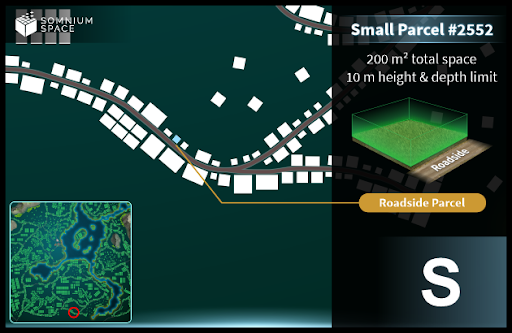 SOMNIUM
SPACE
Small Parcel #2552
200 m² total space
10 m height & depth limit
Roadside
Roadside Parcel
S